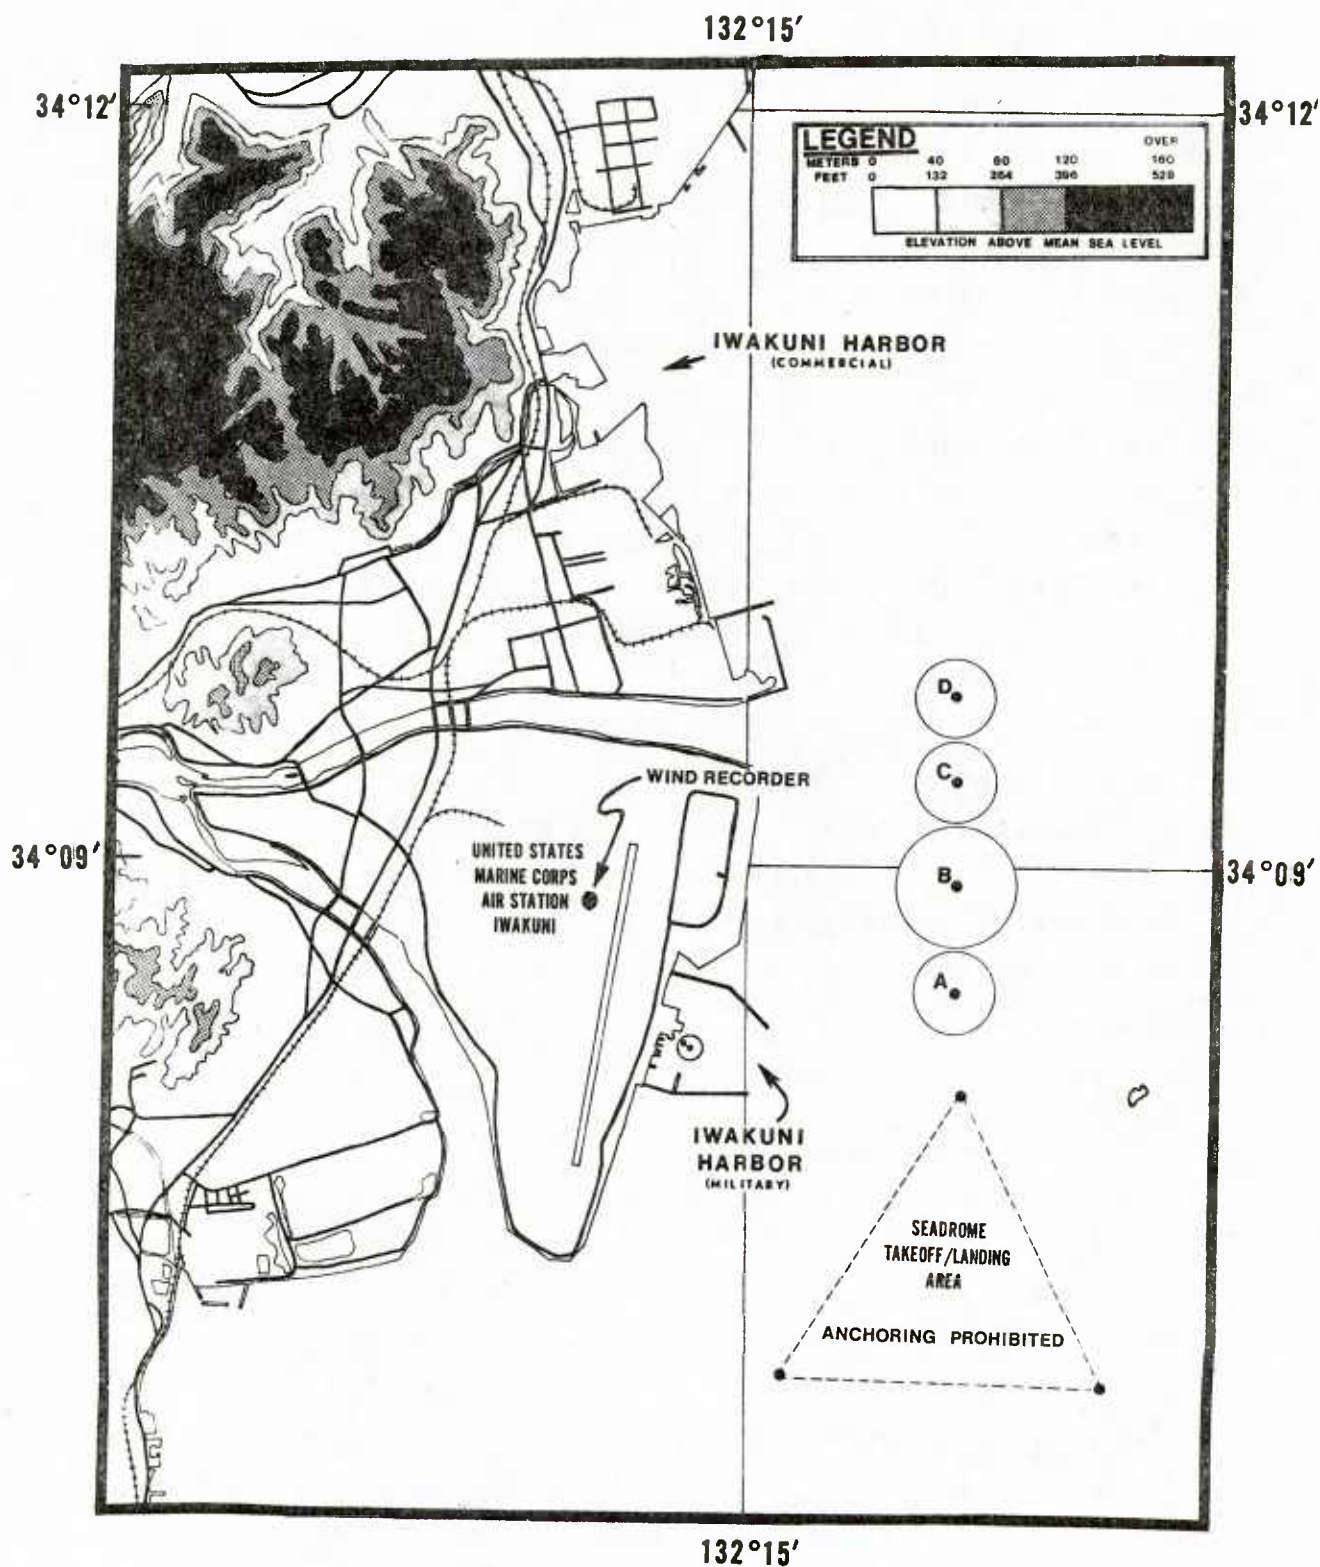 132°15′
34°12′
34°12′
LEGEND
OVER
METERS 0 40 80 120 160
FEET 0 132 264 396 528
ELEVATION ABOVE MEAN SEA LEVEL
IWAKUNI HARBOR
(COMMERCIAL)
D
C
WIND RECORDER
34°09′
34°09′
UNITED STATES
MARINE CORPS
AIR STATION
IWAKUNI
B
A
IWAKUNI
HARBOR
(MILITARY)
SEADROME
TAKEOFF/LANDING
AREA
ANCHORING PROHIBITED
132°15′